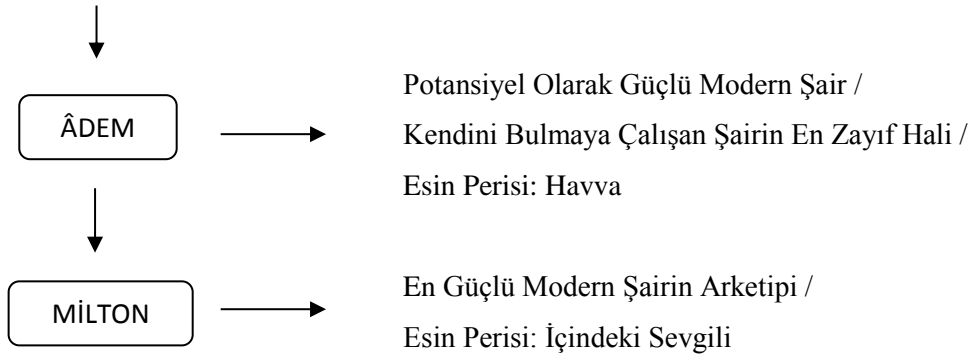 ÂDEM
Potansiyel Olarak Güçlü Modern Şair /
Kendini Bulmaya Çalışan Şairin En Zayıf Hali /
Esin Perisi: Havva
MİLTON
En Güçlü Modern Şairin Arketipi /
Esin Perisi: İçindeki Sevgili